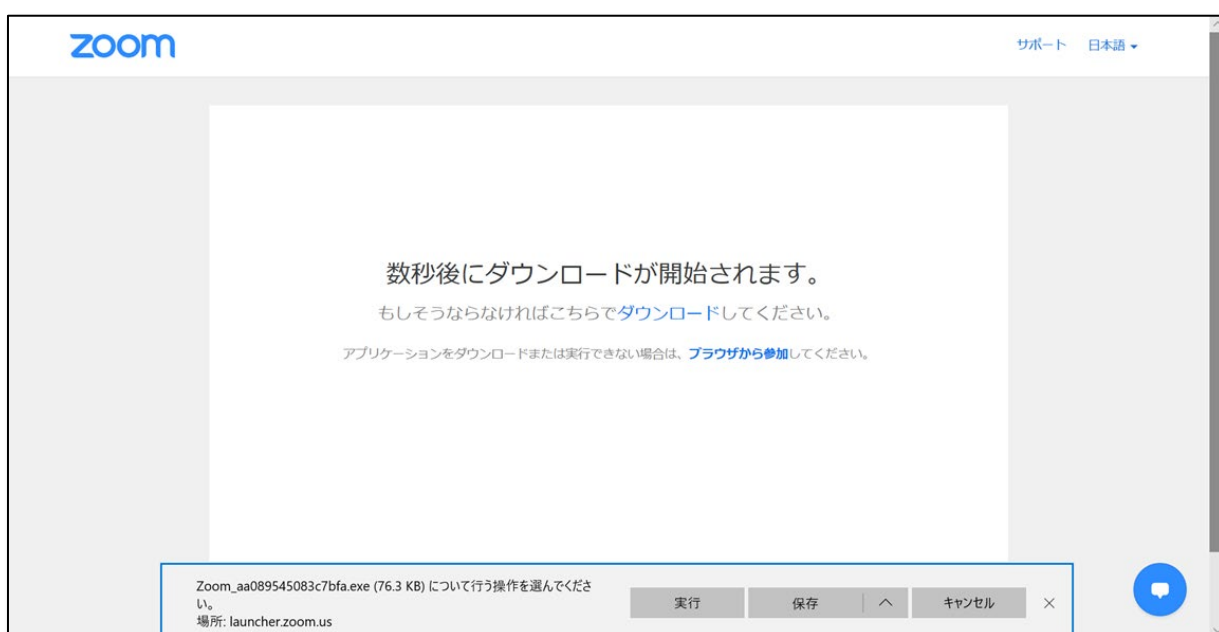 zoom
サポート 日本語
数秒後にダウンロードが開始されます。
もしそうならなければこちらでダウンロードしてください。
アプリケーションをダウンロードまたは実行できない場合は、ブラウザから参加してください。
Zoom_aa089545083c7bfa.exe (76.3 KB) について行う操作を選んでくださ
い。
場所: launcher.zoom.us
実行 保存 キャンセル